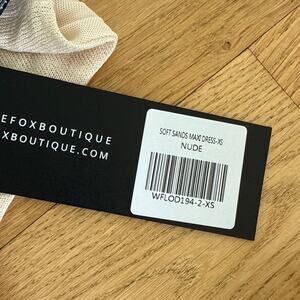 EFOXBOUTIQUE
XBOUTIQUE.COM
SOFT SANDS MAXI DRESS-XS
NUDE
WFLOD194-2-XS